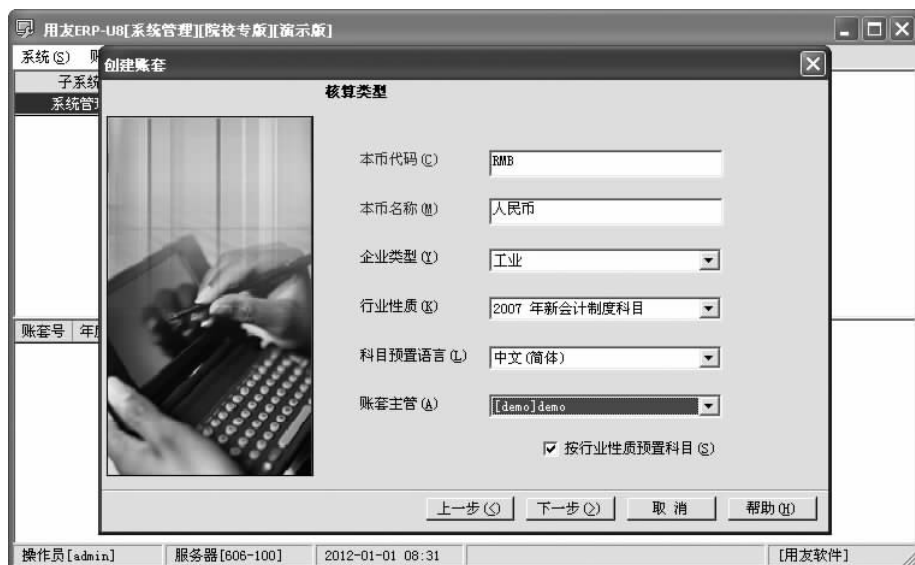 用友ERP-U8[系统管理][院校专版][演示版]
系统(S)
创建账套
子系统
系统管理
核算类型
本币代码(C) RMB
本币名称(M) 人民币
企业类型(Y) 工业
行业性质(K) 2007 年新会计制度科目
账套号 年度
科目预置语言(L) 中文(简体)
账套主管(A) [demo]demo
按行业性质预置科目(S)
上一步(<) 下一步(>) 取 消 帮助(H)
操作员[admin] 服务器[606-100] 2012-01-01 08:31 [用友软件]